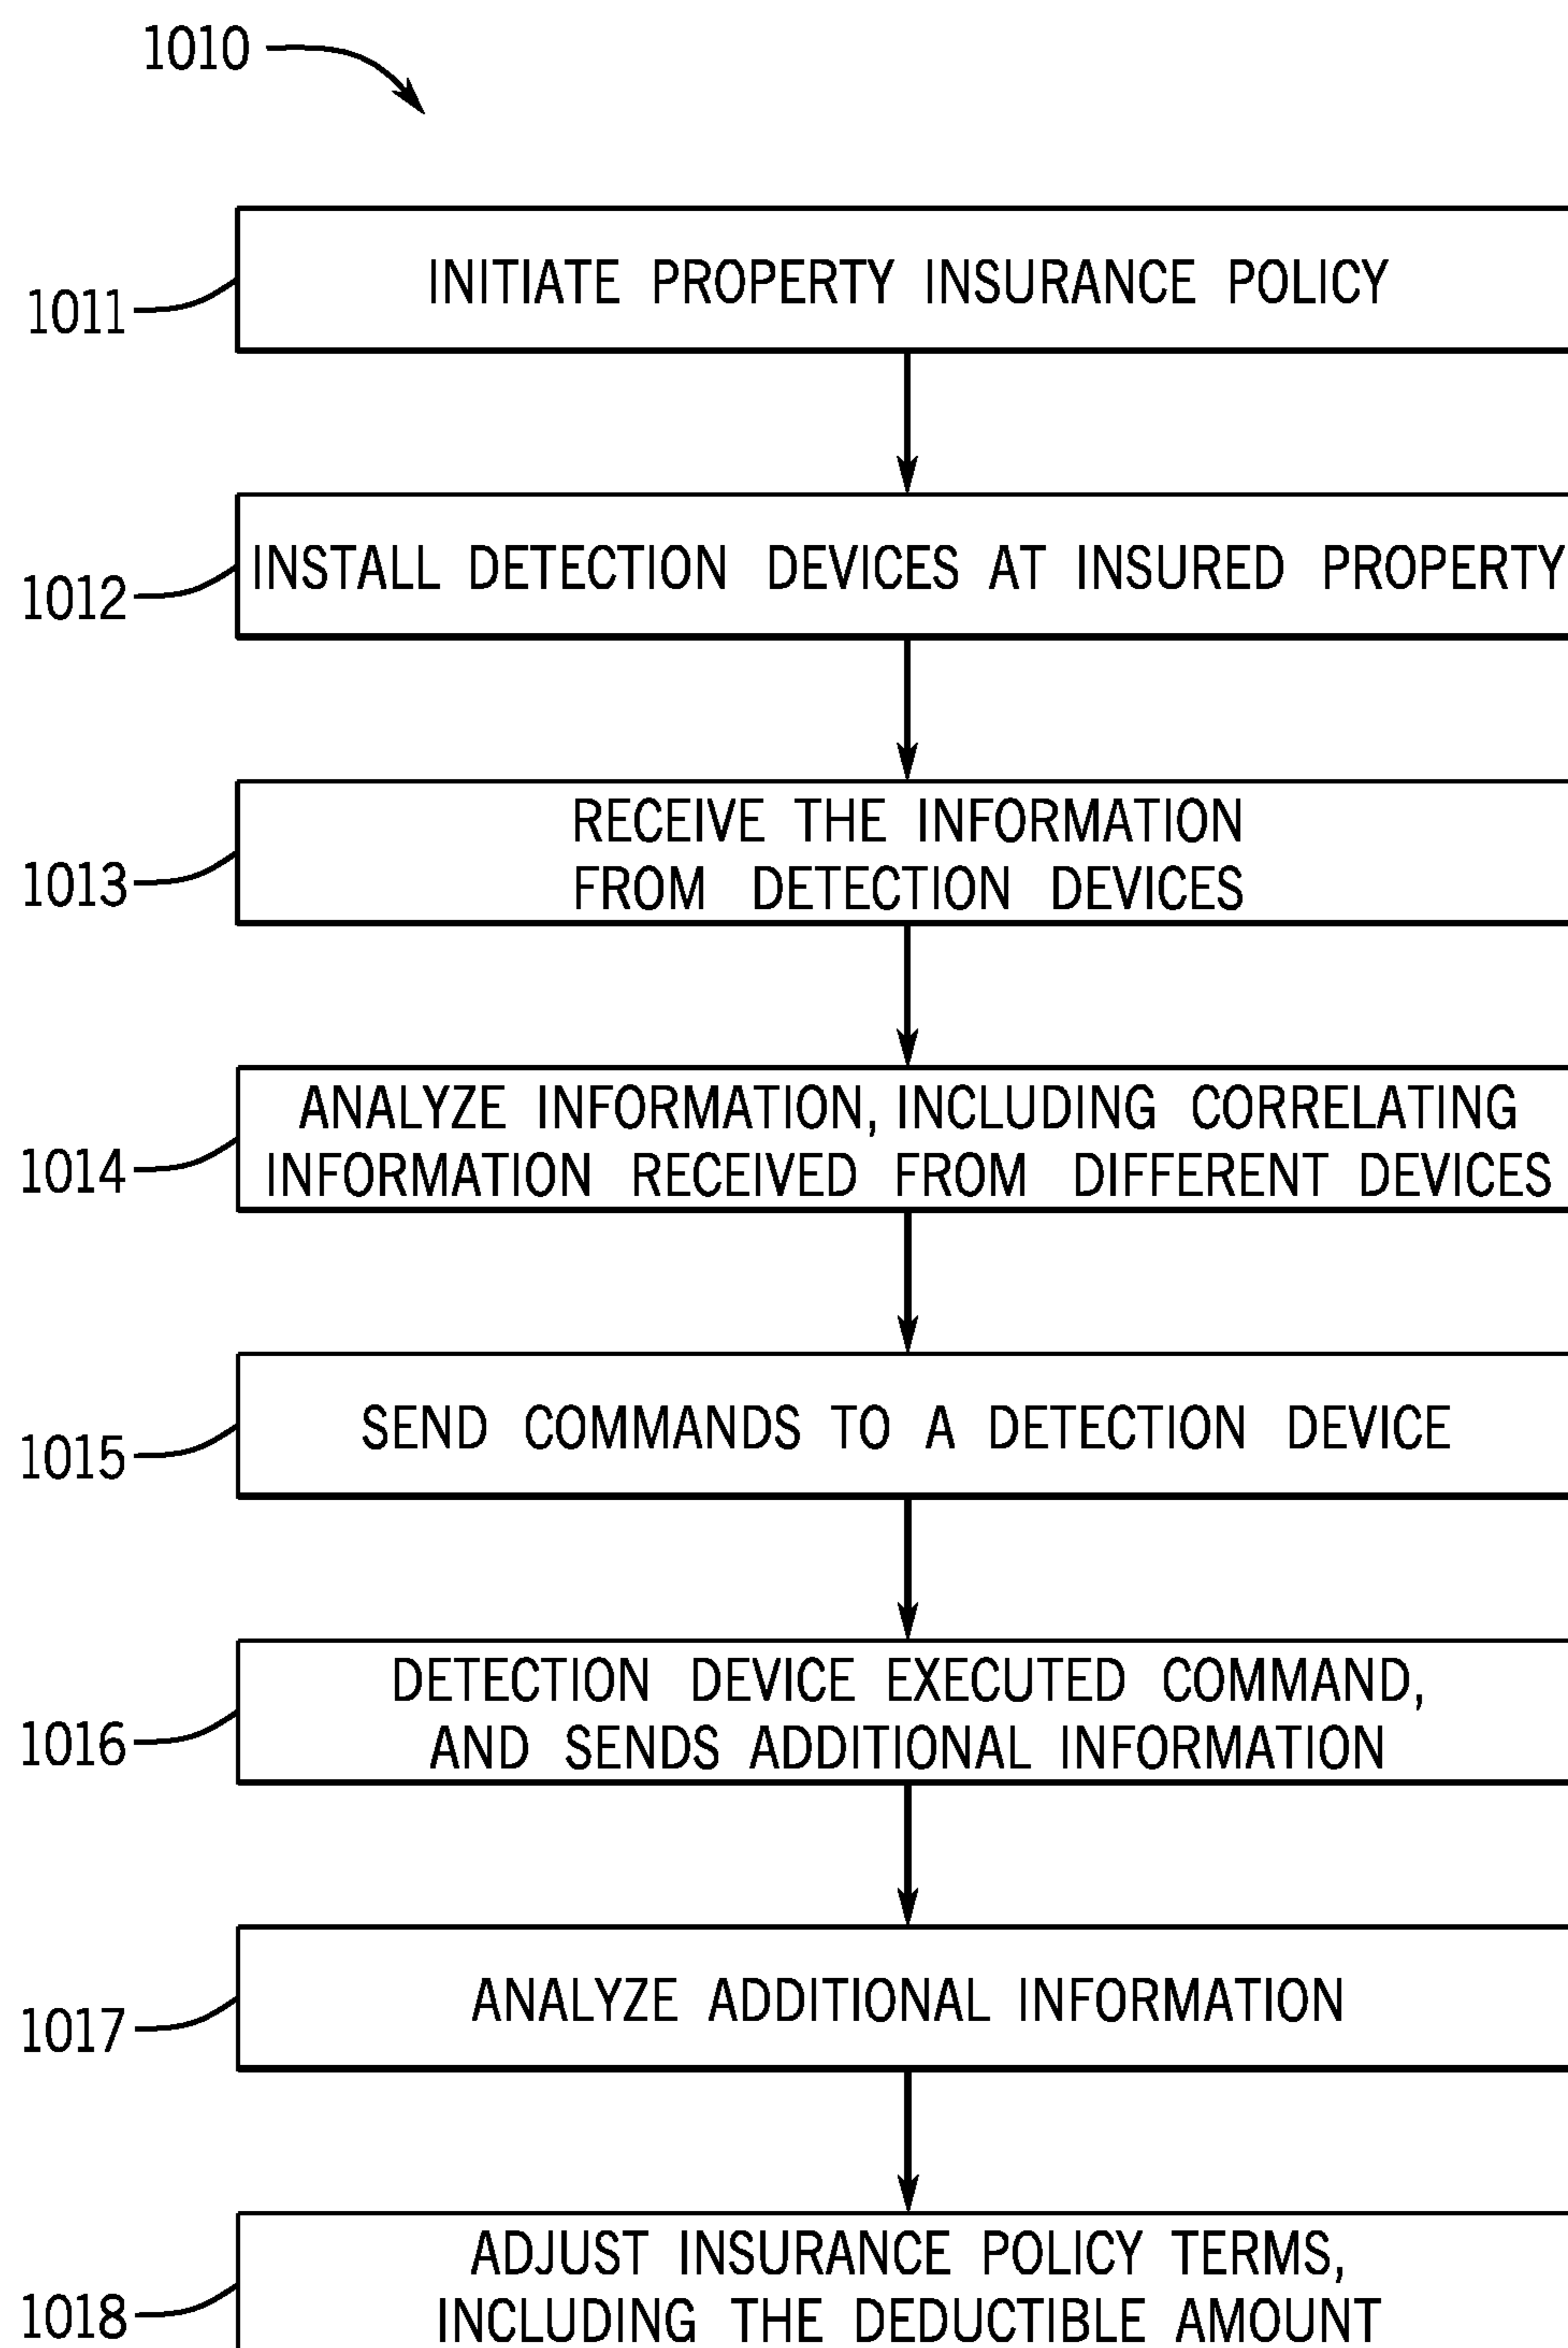 1010
1011
INITIATE PROPERTY INSURANCE POLICY
1012
INSTALL DETECTION DEVICES AT INSURED PROPERTY
1013
RECEIVE THE INFORMATION
FROM DETECTION DEVICES
1014
ANALYZE INFORMATION, INCLUDING CORRELATING
INFORMATION RECEIVED FROM DIFFERENT DEVICES
1015
SEND COMMANDS TO A DETECTION DEVICE
1016
DETECTION DEVICE EXECUTED COMMAND,
AND SENDS ADDITIONAL INFORMATION
1017
ANALYZE ADDITIONAL INFORMATION
1018
ADJUST INSURANCE POLICY TERMS,
INCLUDING THE DEDUCTIBLE AMOUNT